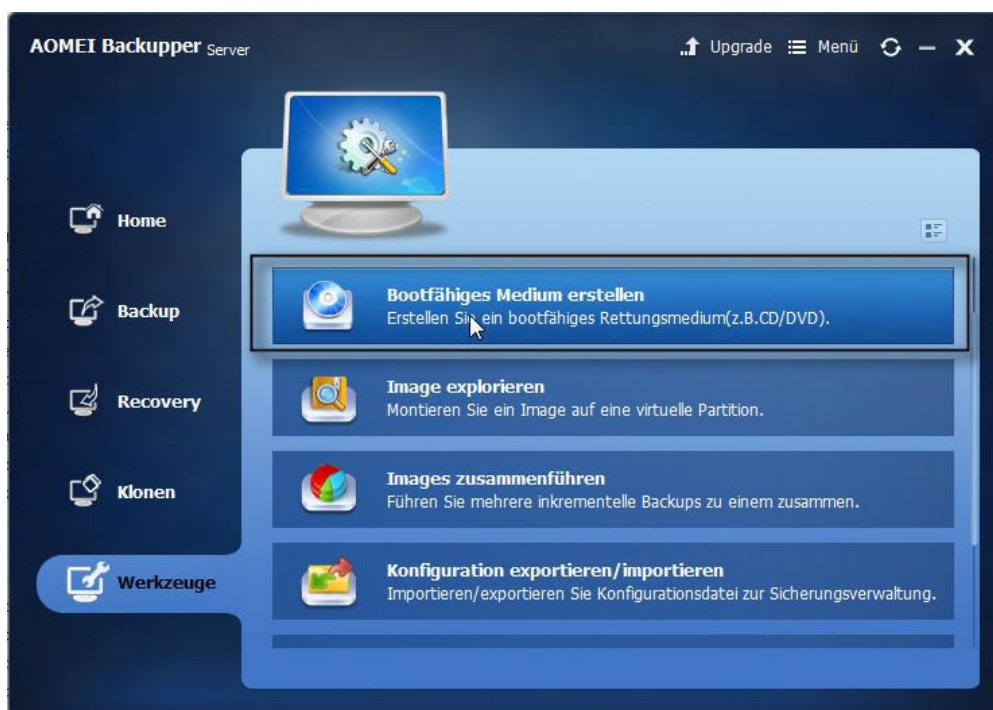 AOMEI Backupper Server
Upgrade Menü
Home
Backup
Recovery
Klonen
Werkzeuge
Bootfähiges Medium erstellen
Erstellen Sie ein bootfähiges Rettungsmedium(z.B.CD/DVD).
Image explorieren
Montieren Sie ein Image auf eine virtuelle Partition.
Images zusammenführen
Führen Sie mehrere inkrementelle Backups zu einem zusammen.
Konfiguration exportieren/importieren
Importieren/exportieren Sie Konfigurationsdatei zur Sicherungsverwaltung.